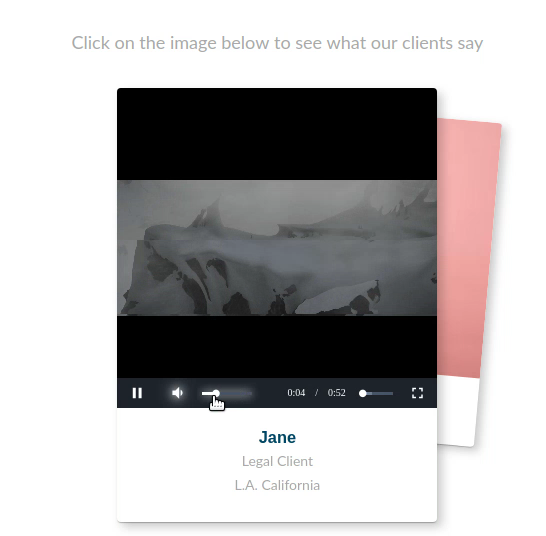 Click on the image below to see what our clients say
0:04 / 0:52
Jane
Legal Client
L.A. California